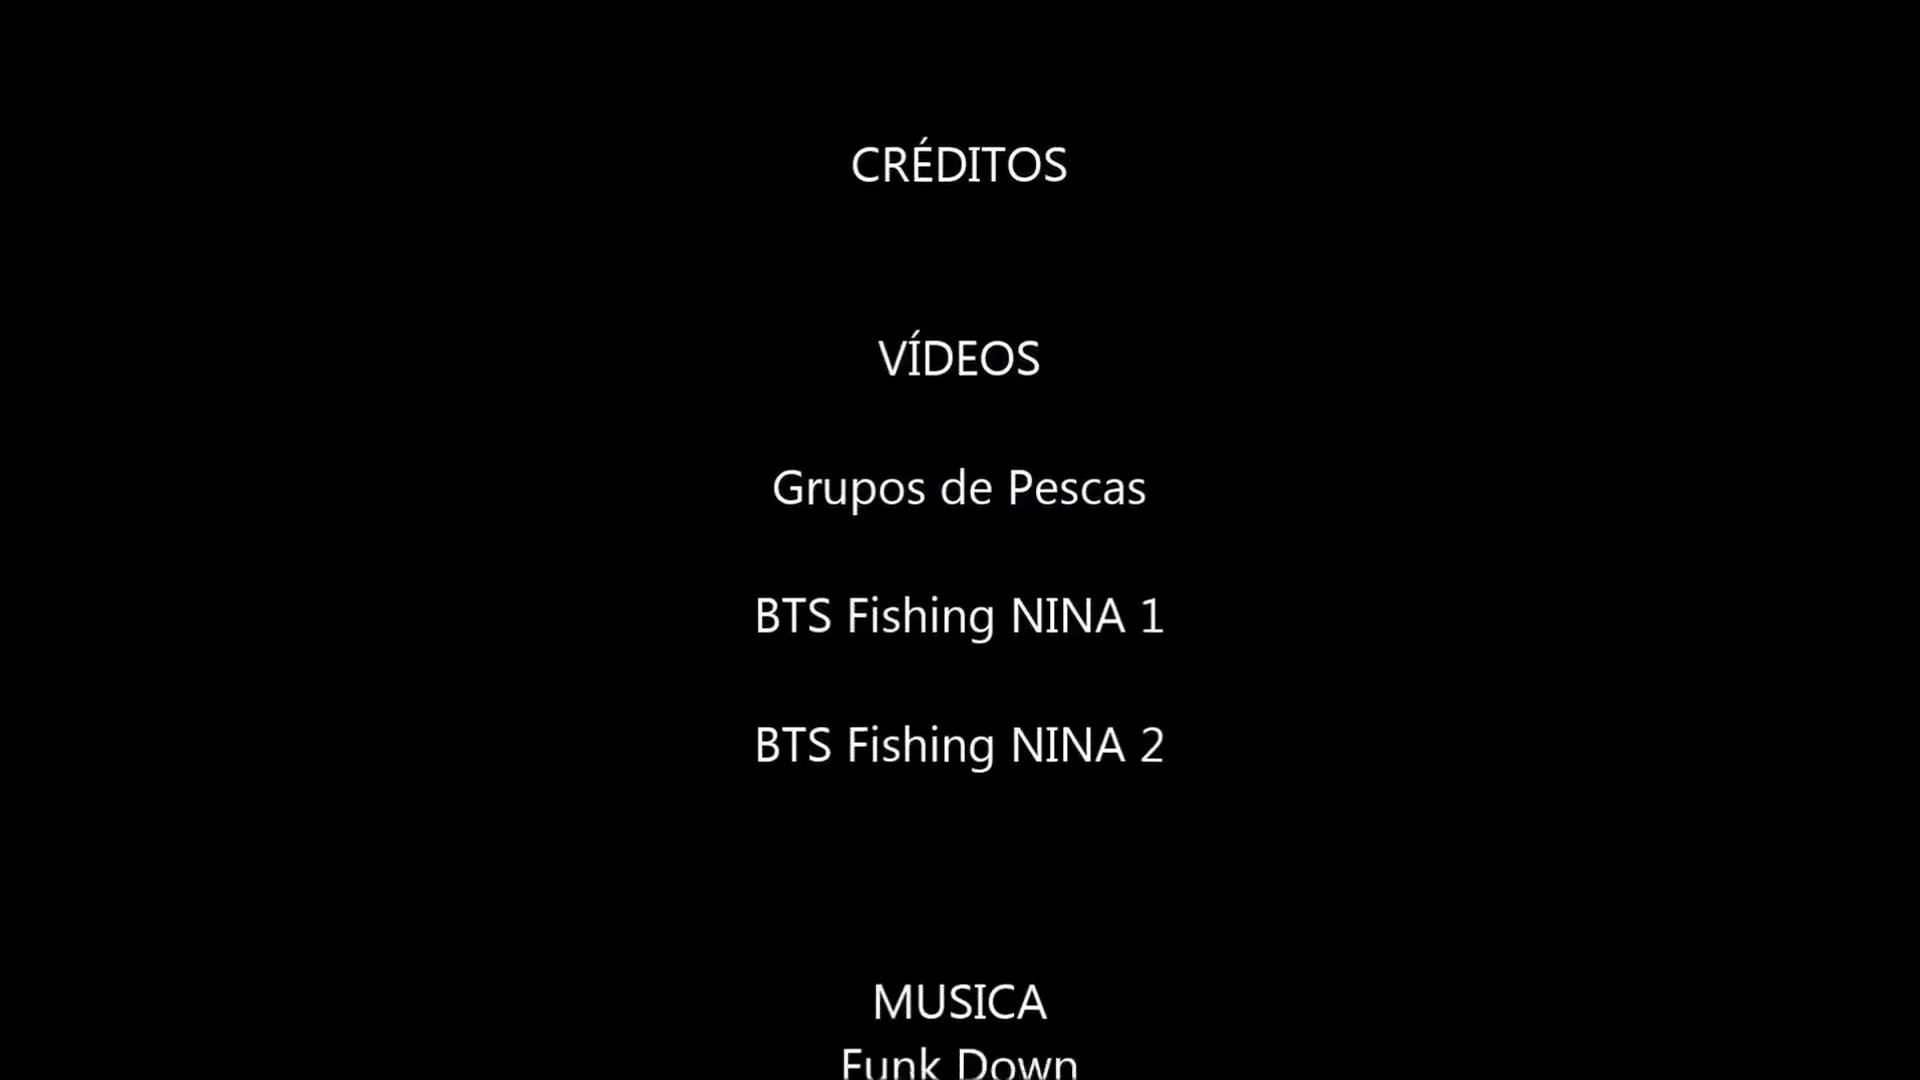 CRÉDITOS
VÍDEOS
Grupos de Pescas
BTS Fishing NINA 1
BTS Fishing NINA 2
MUSICA
Funk Down